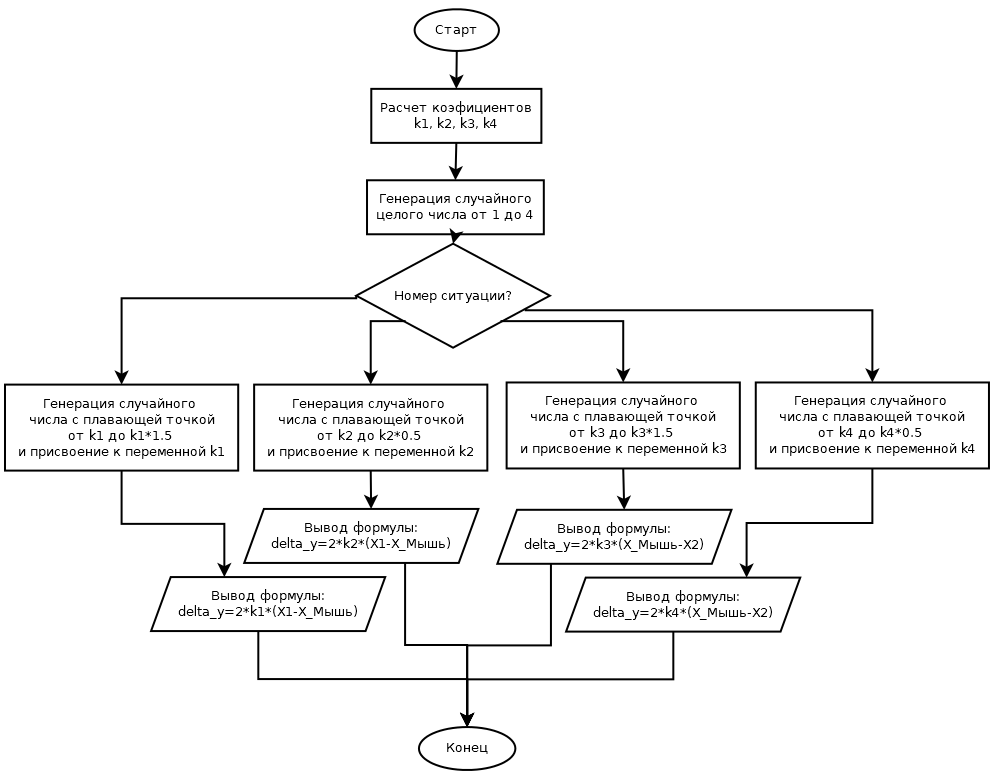 Старт
Расчет коэфициентов
k1, k2, k3, k4
Генерация случайного
целого числа от 1 до 4
Номер ситуации?
Генерация случайного
числа с плавающей точкой
от k1 до k1*1.5
и присвоение к переменной k1
Генерация случайного
числа с плавающей точкой
от k2 до k2*0.5
и присвоение к переменной k2
Генерация случайного
числа с плавающей точкой
от k3 до k3*1.5
и присвоение к переменной k3
Генерация случайного
числа с плавающей точкой
от k4 до k4*0.5
и присвоение к переменной k4
Вывод формулы:
delta_y=2*k2*(X1-X_Мышь)
Вывод формулы:
delta_y=2*k3*(X_Мышь-X2)
Вывод формулы:
delta_y=2*k1*(X1-X_Мышь)
Вывод формулы:
delta_y=2*k4*(X_Мышь-X2)
Конец